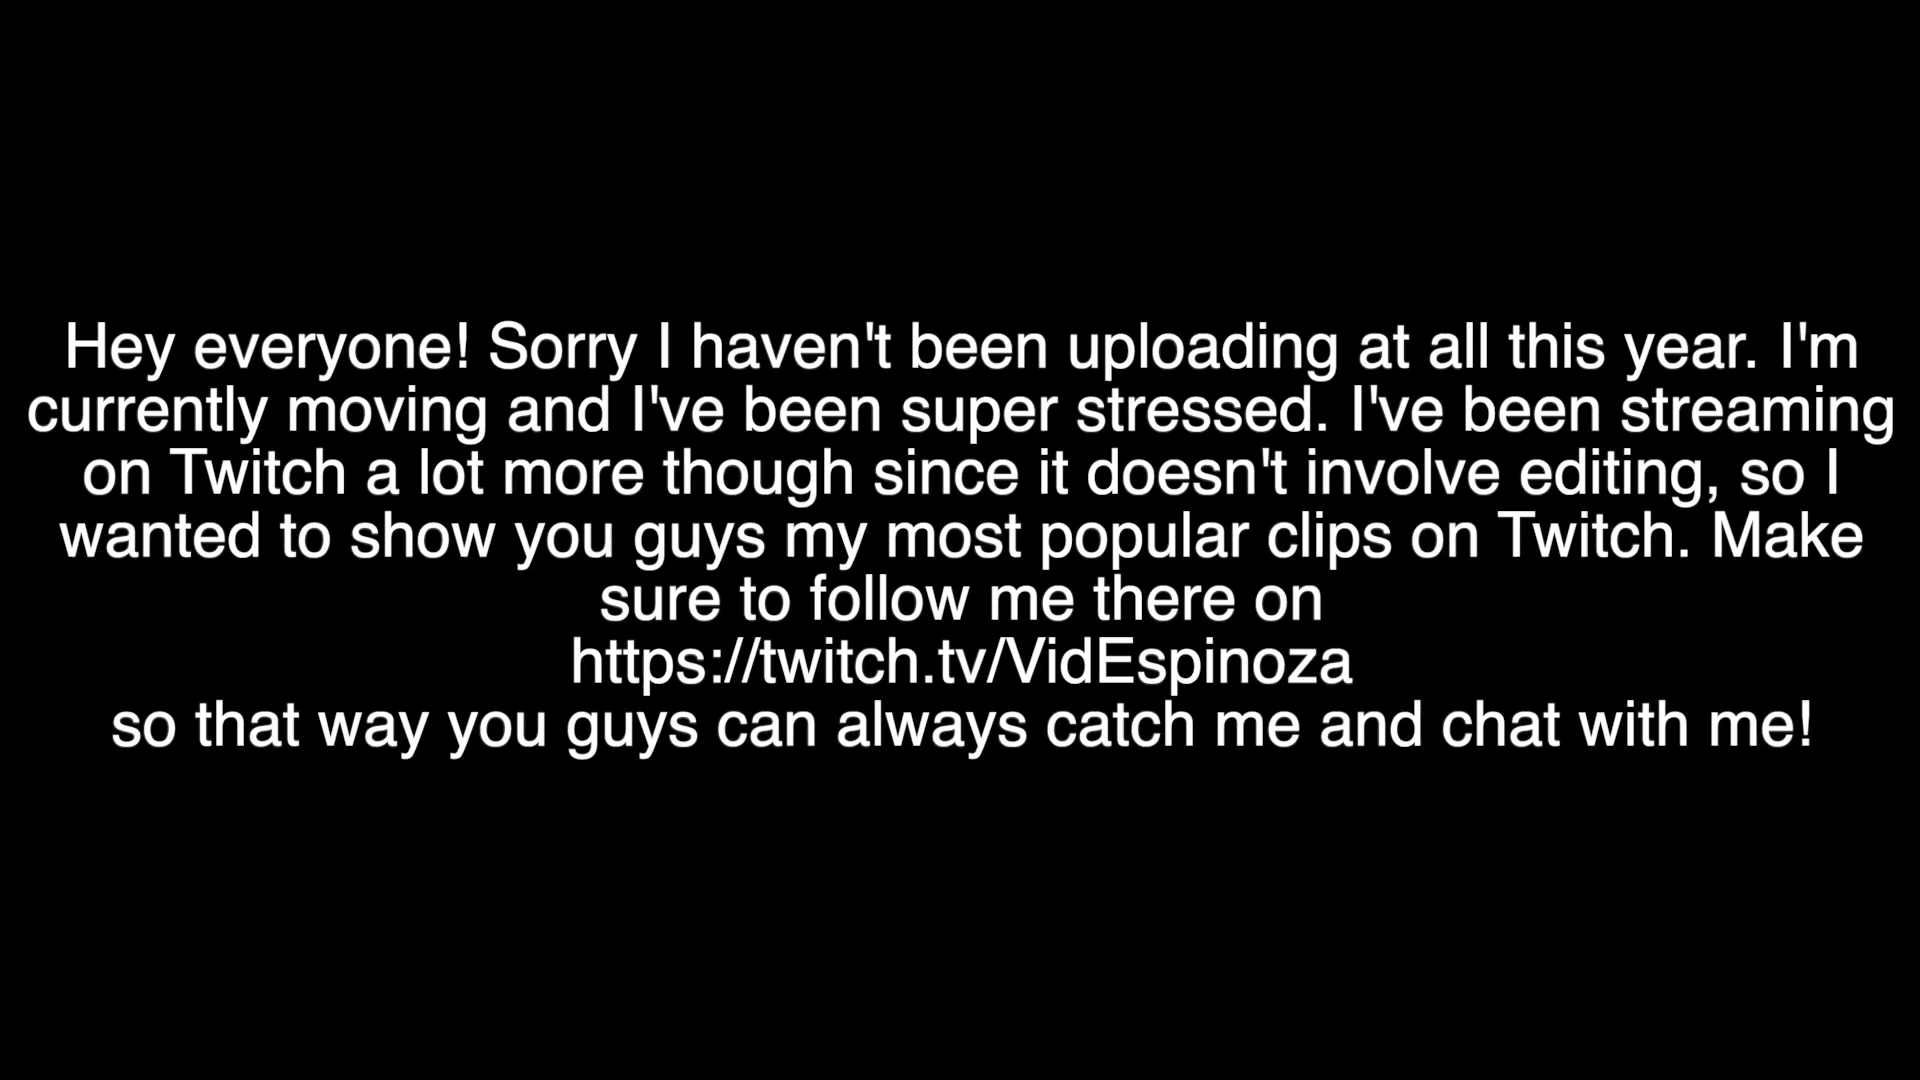 Hey everyone! Sorry I haven't been uploading at all this year. I'm
currently moving and I've been super stressed. I've been streaming
on Twitch a lot more though since it doesn't involve editing, so I
wanted to show you guys my most popular clips on Twitch. Make
sure to follow me there on
https://twitch.tv/VidEspinoza
so that way you guys can always catch me and chat with me!